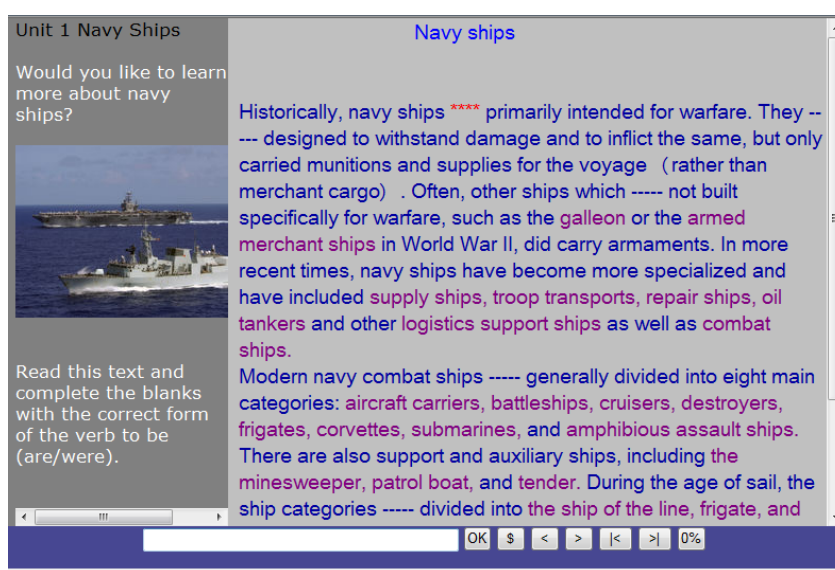 Unit 1 Navy Ships
Would you like to learn
more about navy
ships?
Read this text and
complete the blanks
with the correct form
of the verb to be
(are/were).
Navy ships
Historically, navy ships **** primarily intended for warfare. They --
--- designed to withstand damage and to inflict the same, but only
carried munitions and supplies for the voyage （rather than
merchant cargo） . Often, other ships which ----- not built
specifically for warfare, such as the galleon or the armed
merchant ships in World War II, did carry armaments. In more
recent times, navy ships have become more specialized and
have included supply ships, troop transports, repair ships, oil
tankers and other logistics support ships as well as combat
ships.
Modern navy combat ships ----- generally divided into eight main
categories: aircraft carriers, battleships, cruisers, destroyers,
frigates, corvettes, submarines, and amphibious assault ships.
There are also support and auxiliary ships, including the
minesweeper, patrol boat, and tender. During the age of sail, the
ship categories ----- divided into the ship of the line, frigate, and
OK $ < > |< >| 0%